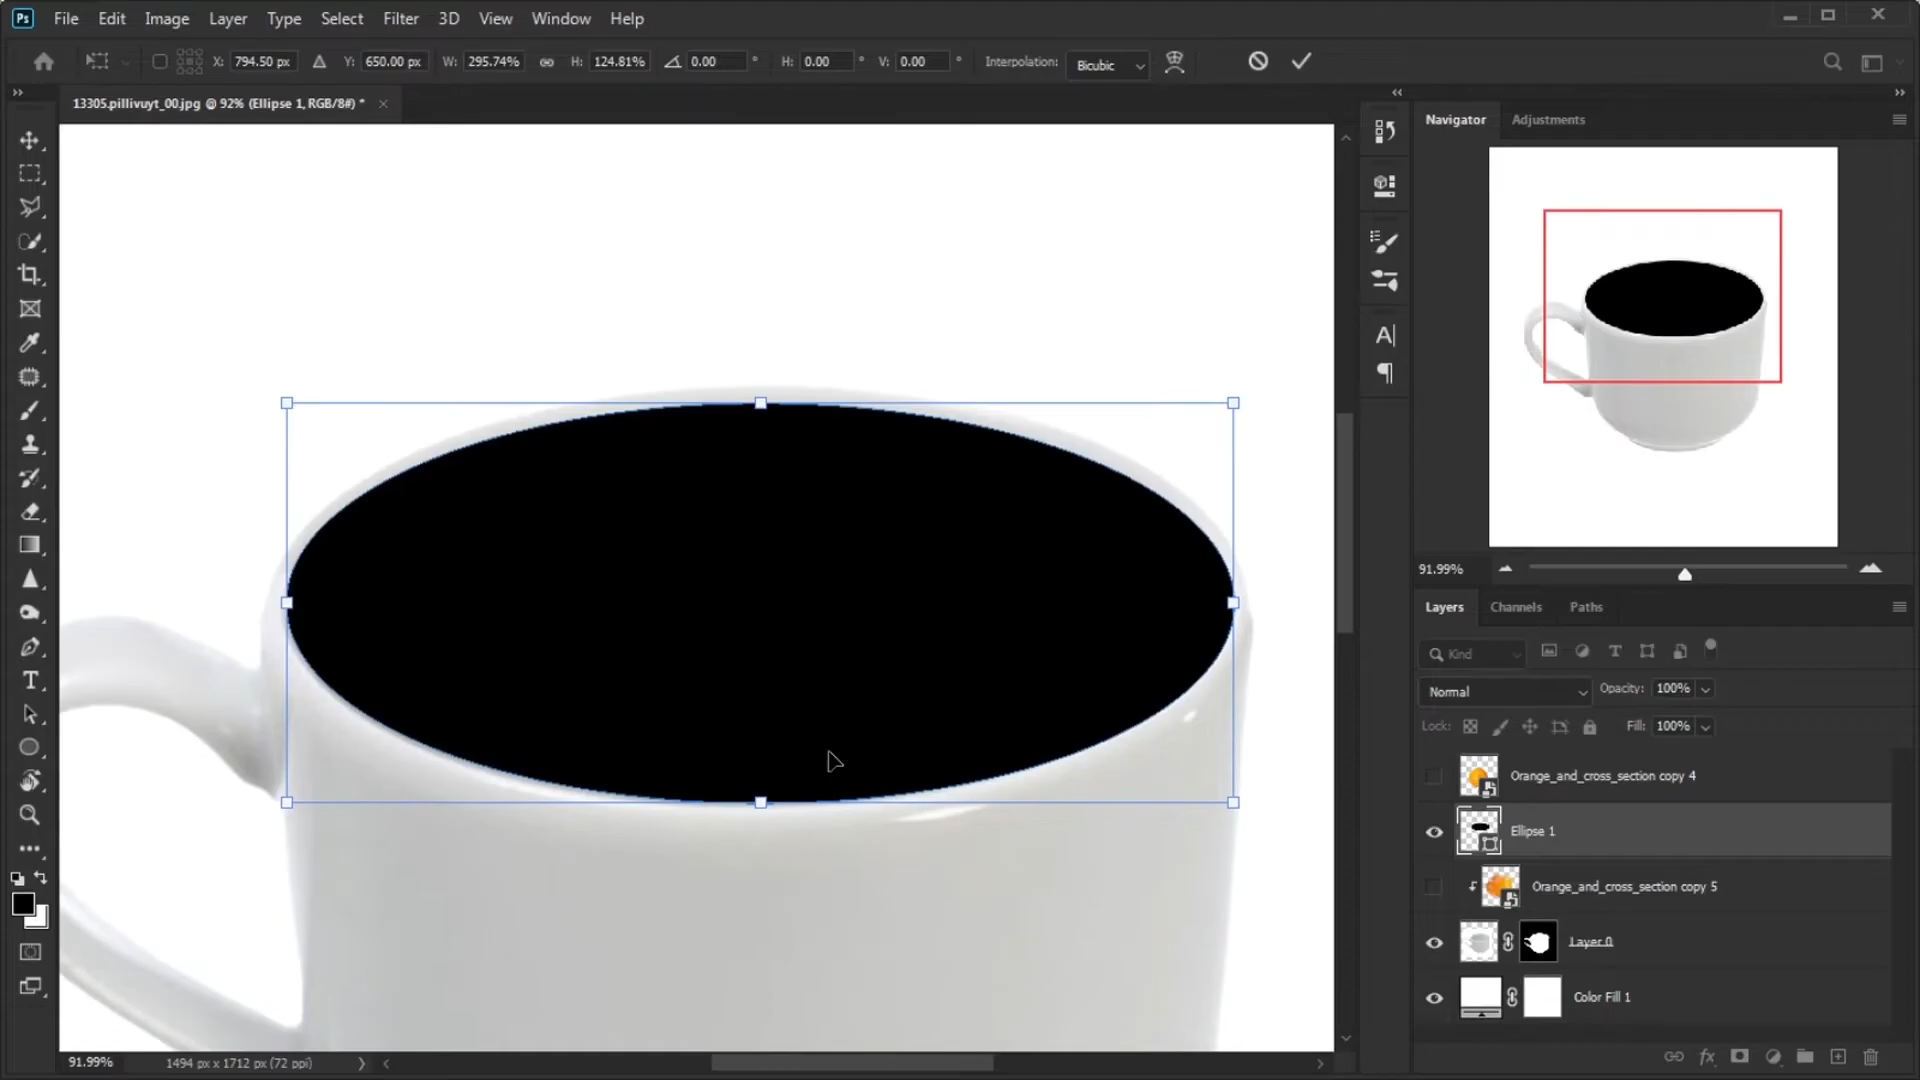 Ps File Edit Image Layer Type Select Filter 3D View Window Help
X: 794.50 px Y: 650.00 px W: 295.74% H: 124.81% 0.00 ° H: 0.00 ° V: 0.00 ° Interpolation: Bicubic
13305.pillivuyt_00.jpg @ 92% (Ellipse 1, RGB/8#) *
Navigator Adjustments
91.99%
Layers Channels Paths
Kind
Normal Opacity: 100%
Lock: Fill: 100%
Orange_and_cross_section copy 4
Ellipse 1
Orange_and_cross_section copy 5
Layer 0
Color Fill 1
91.99% 1494 px x 1712 px (72 ppi)